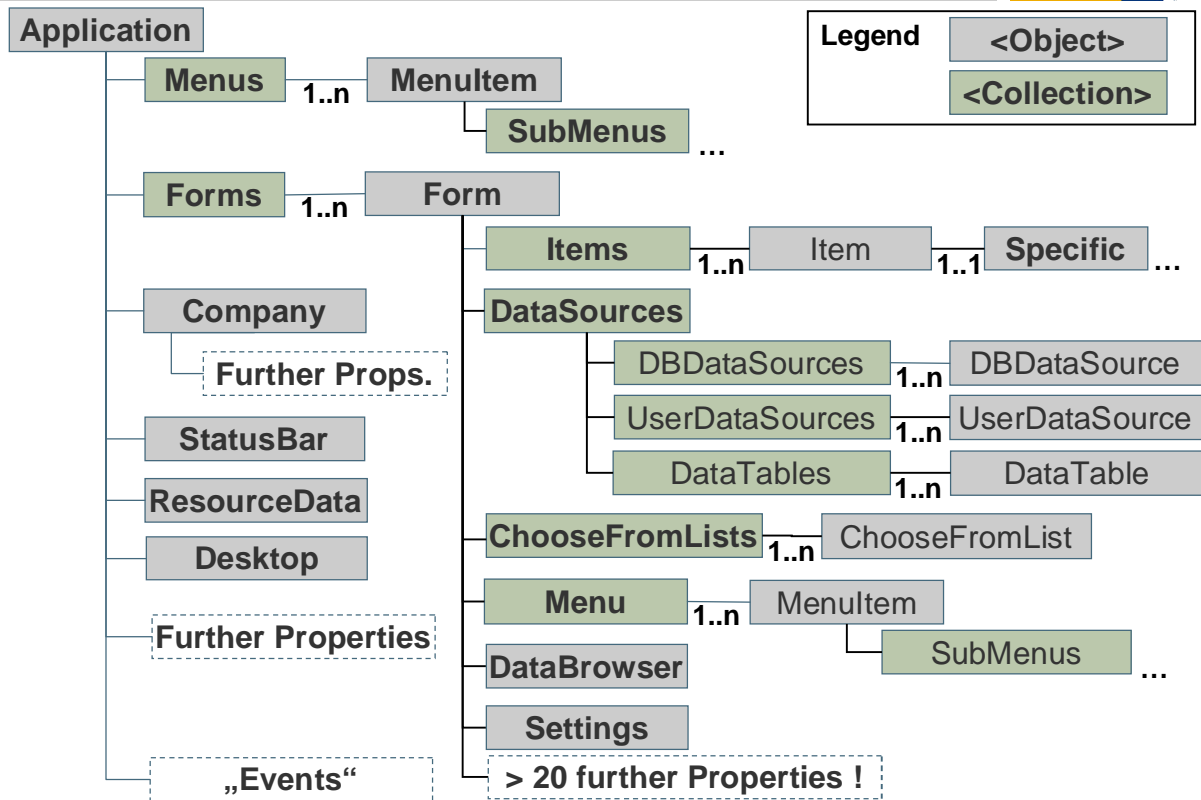 Application
Legend
<Object>
<Collection>
Menus 1..n MenuItem
SubMenus ...
Forms 1..n Form
Items 1..n Item 1..1 Specific ...
Company
DataSources
Further Props.
DBDataSources 1..n DBDataSource
StatusBar
UserDataSources 1..n UserDataSource
ResourceData
DataTables 1..n DataTable
Desktop
ChooseFromLists 1..n ChooseFromList
Menu 1..n MenuItem
Further Properties
SubMenus ...
DataBrowser
Settings
„Events“
> 20 further Properties !